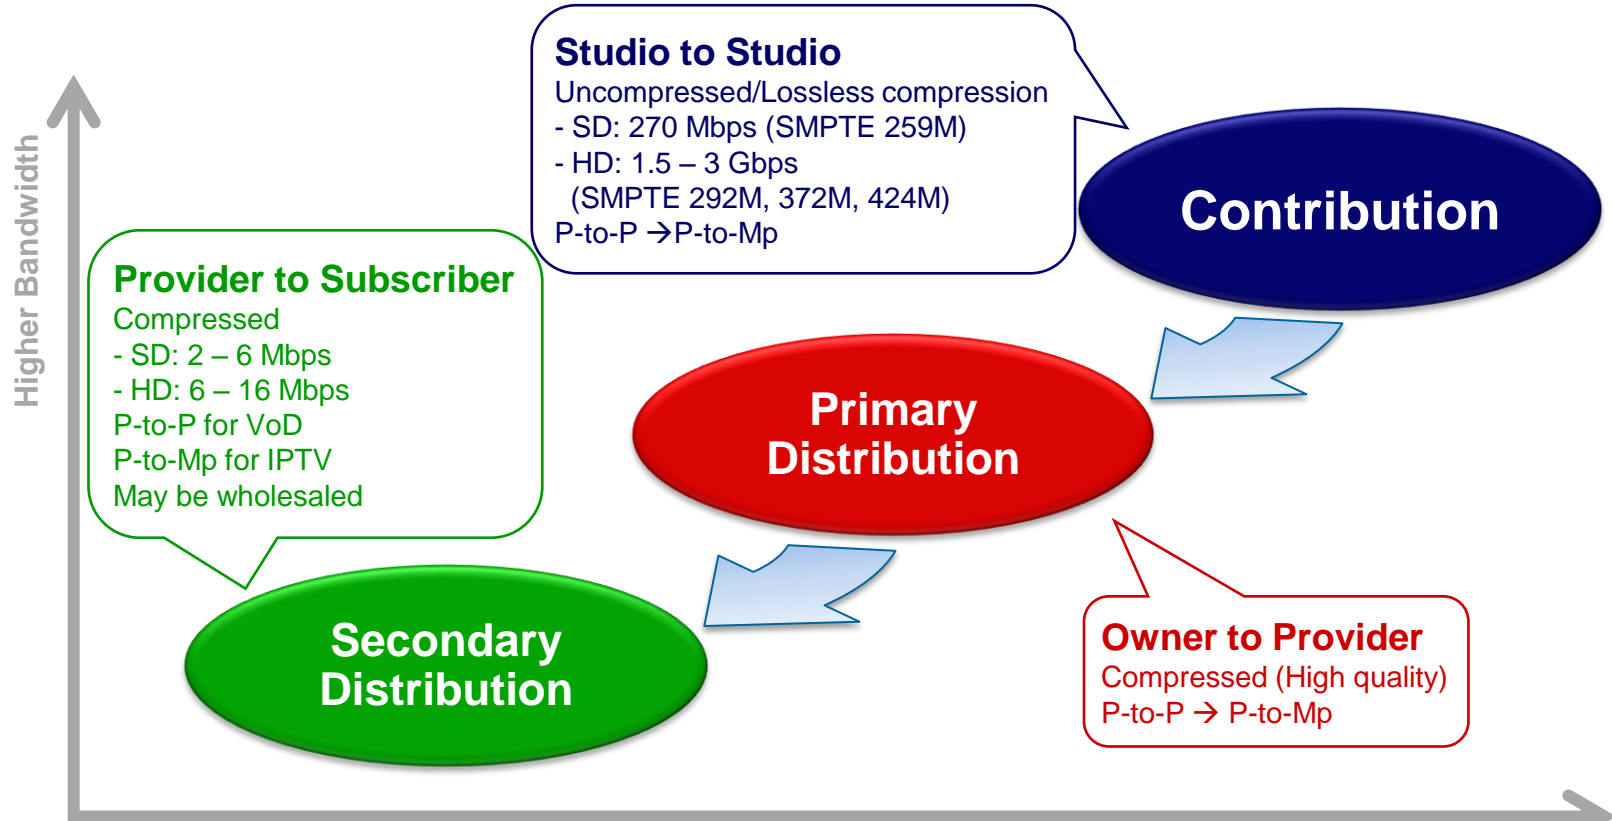 Higher Bandwidth
Studio to Studio
Uncompressed/Lossless compression
- SD: 270 Mbps (SMPTE 259M)
- HD: 1.5 – 3 Gbps
(SMPTE 292M, 372M, 424M)
P-to-P →P-to-Mp
Contribution
Provider to Subscriber
Compressed
- SD: 2 – 6 Mbps
- HD: 6 – 16 Mbps
P-to-P for VoD
P-to-Mp for IPTV
May be wholesaled
Primary
Distribution
Secondary
Distribution
Owner to Provider
Compressed (High quality)
P-to-P → P-to-Mp